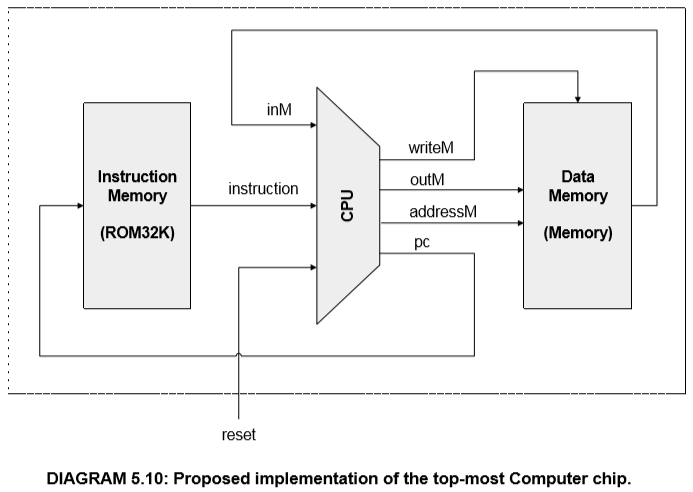 inM
writeM
Instruction
Memory
(ROM32K)
instruction
CPU
outM
addressM
pc
Data
Memory
(Memory)
reset
DIAGRAM 5.10: Proposed implementation of the top-most Computer chip.